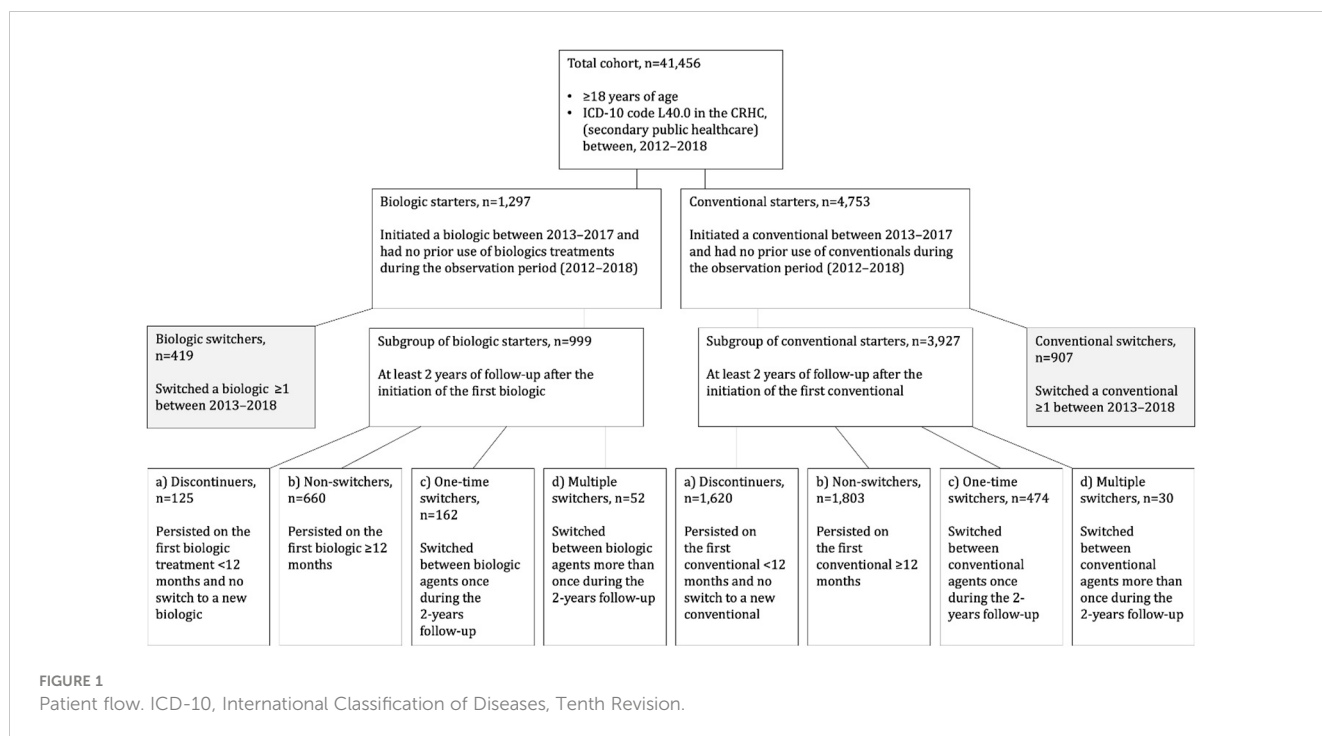 Total cohort, n=41,456
• ≥18 years of age
• ICD-10 code L40.0 in the CRHC,
(secondary public healthcare)
between, 2012–2018
Biologic starters, n=1,297
Initiated a biologic between 2013–2017 and
had no prior use of biologics treatments
during the observation period (2012–2018)
Conventional starters, n=4,753
Initiated a conventional between 2013–2017
and had no prior use of conventionals during
the observation period (2012–2018)
Biologic switchers,
n=419
Switched a biologic ≥1
between 2013–2018
Subgroup of biologic starters, n=999
At least 2 years of follow-up after the
initiation of the first biologic
Subgroup of conventional starters, n=3,927
At least 2 years of follow-up after the
initiation of the first conventional
Conventional switchers,
n=907
Switched a conventional
≥1 between 2013–2018
a) Discontinuers,
n=125
Persisted on the
first biologic
treatment <12
months and no
switch to a new
biologic
b) Non-switchers,
n=660
Persisted on the
first biologic ≥12
months
c) One-time
switchers,
n=162
Switched
between biologic
agents once
during the
2-years
follow-up
d) Multiple
switchers, n=52
Switched
between biologic
agents more than
once during the
2-years follow-up
a) Discontinuers,
n=1,620
Persisted on
the first
conventional <12
months and no
switch to a new
conventional
b) Non-switchers,
n=1,803
Persisted on
the first
conventional ≥12
months
c) One-time
switchers, n=474
Switched
between
conventional
agents once
during the 2-
years follow-up
d) Multiple
switchers, n=30
Switched
between
conventional
agents more than
once during the
2-years follow-up
FIGURE 1
Patient flow. ICD-10, International Classification of Diseases, Tenth Revision.